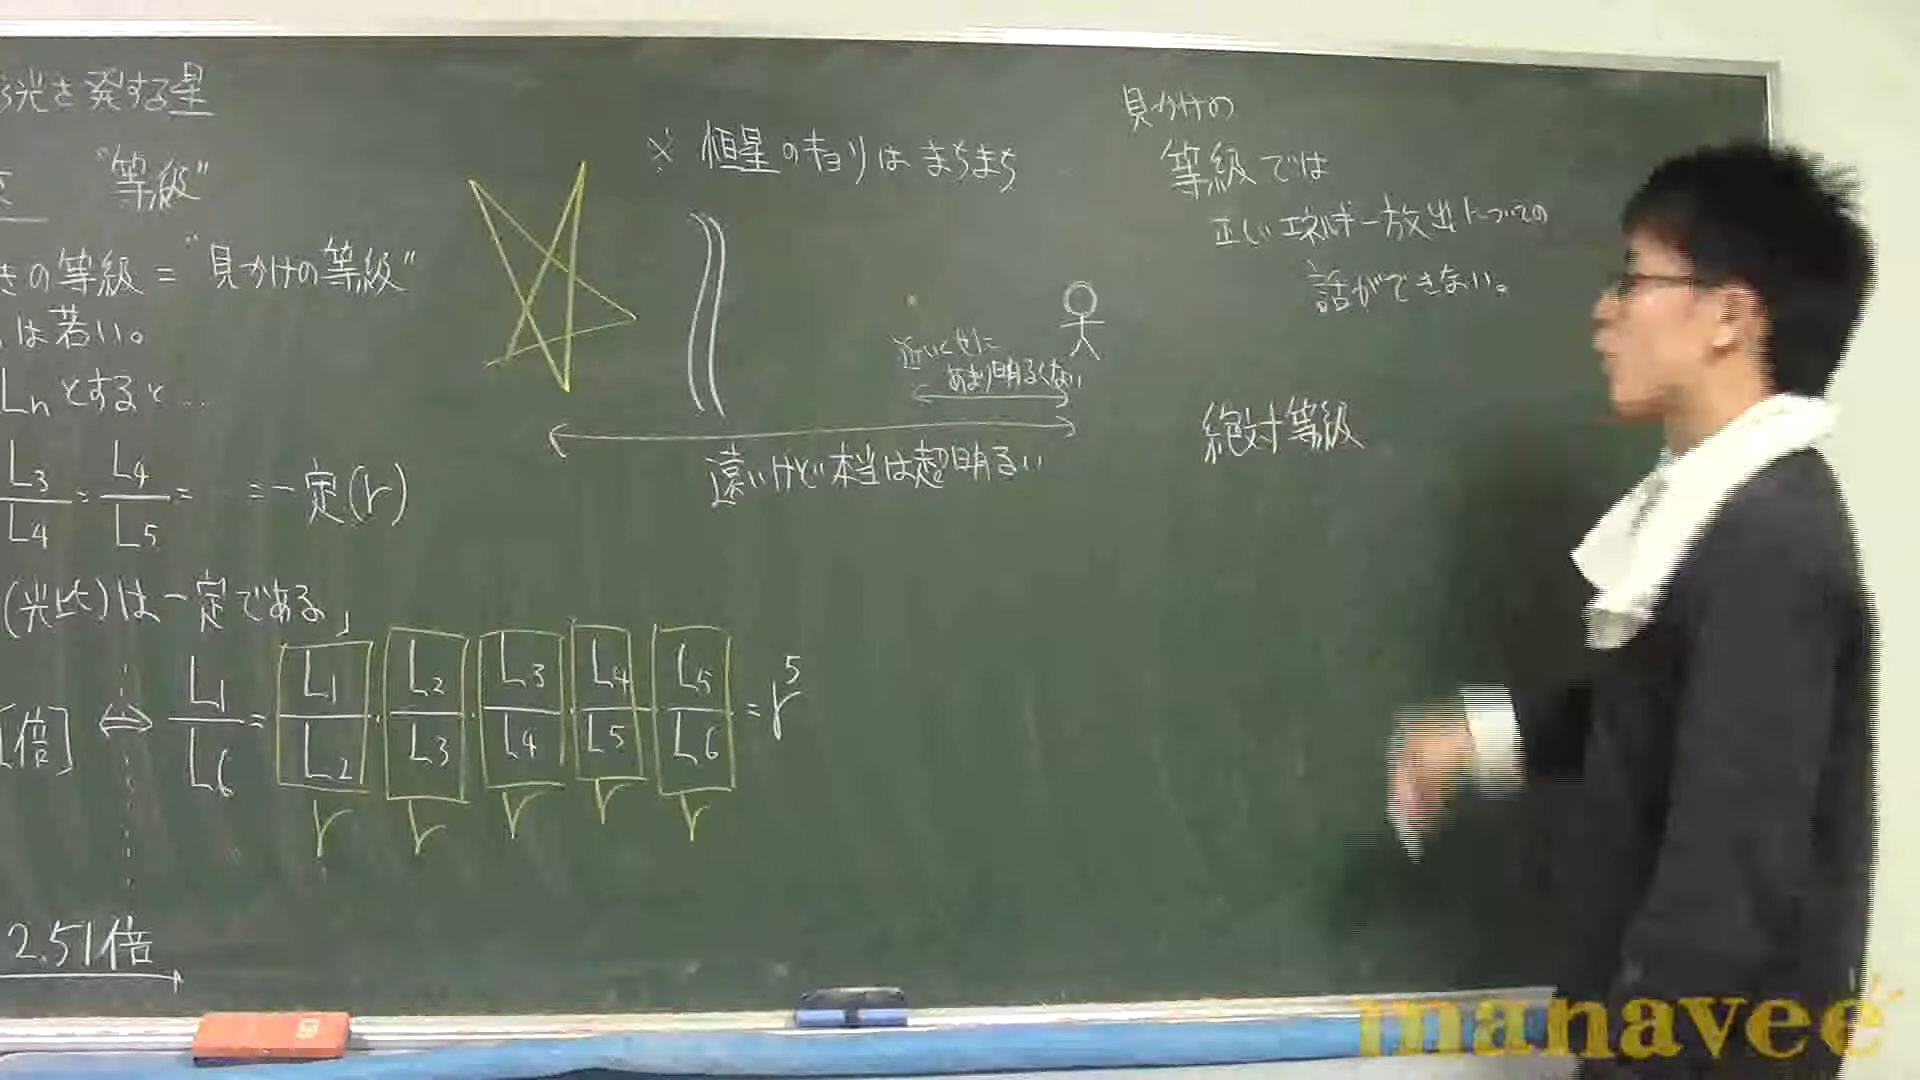 る光を発する星
“等級”
きの等級 = “見かけの等級”
は若い。
Lnとすると…
L3/L4 = L4/L5 = =一定(r)
(光比)は一定である」
[倍] ⇔ L1/L6 = L1/L2 · L2/L3 · L3/L4 · L4/L5 · L5/L6 = r^5
r r r r r
2.51倍
※ 恒星のキョリはまちまち
近いくせに
あまり明るくない
遠いけど本当は超明るい
見かけの
等級では
正しいエネルギー放出についての
話ができない。
絶対等級
manavee